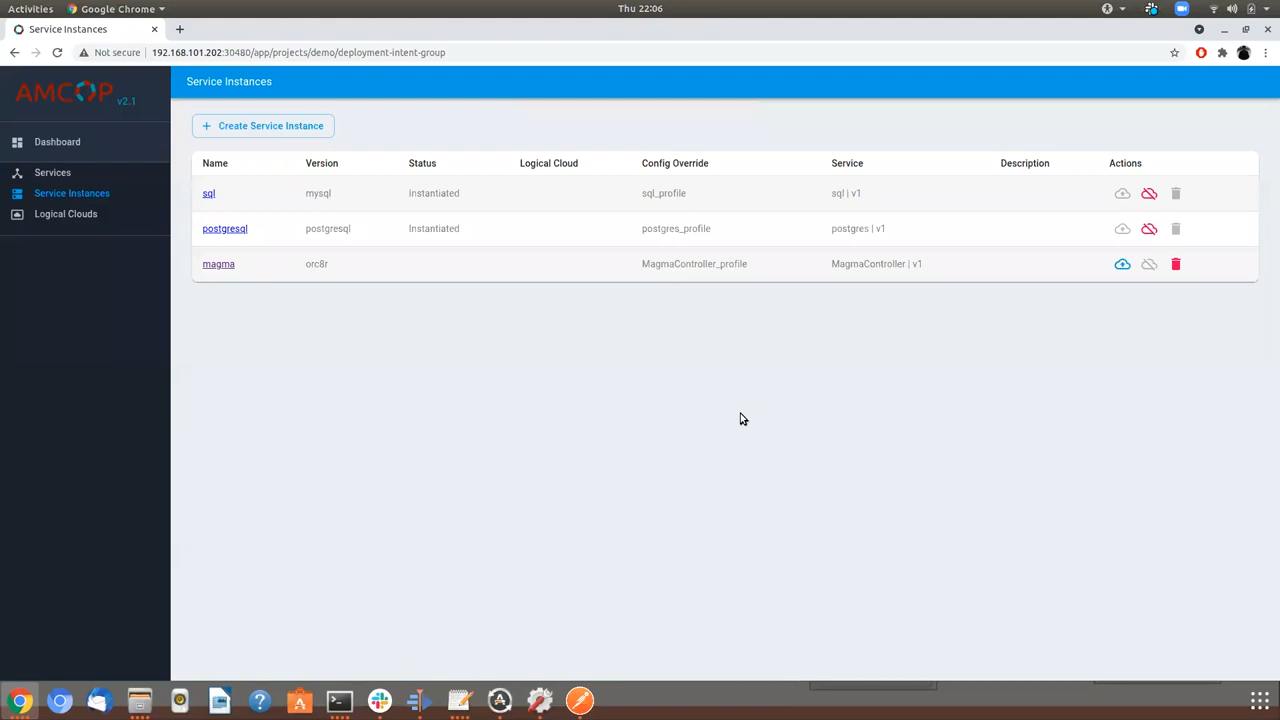 Activities Google Chrome Thu 22:06
Service Instances
Not secure 192.168.101.202:30480/app/projects/demo/deployment-intent-group
AMCOP v2.1
Service Instances
Dashboard
Services
Service Instances
Logical Clouds
+ Create Service Instance
Name Version Status Logical Cloud Config Override Service Description Actions
sql mysql Instantiated sql_profile sql | v1
postgresql postgresql Instantiated postgres_profile postgres | v1
magma orc8r MagmaController_profile MagmaController | v1